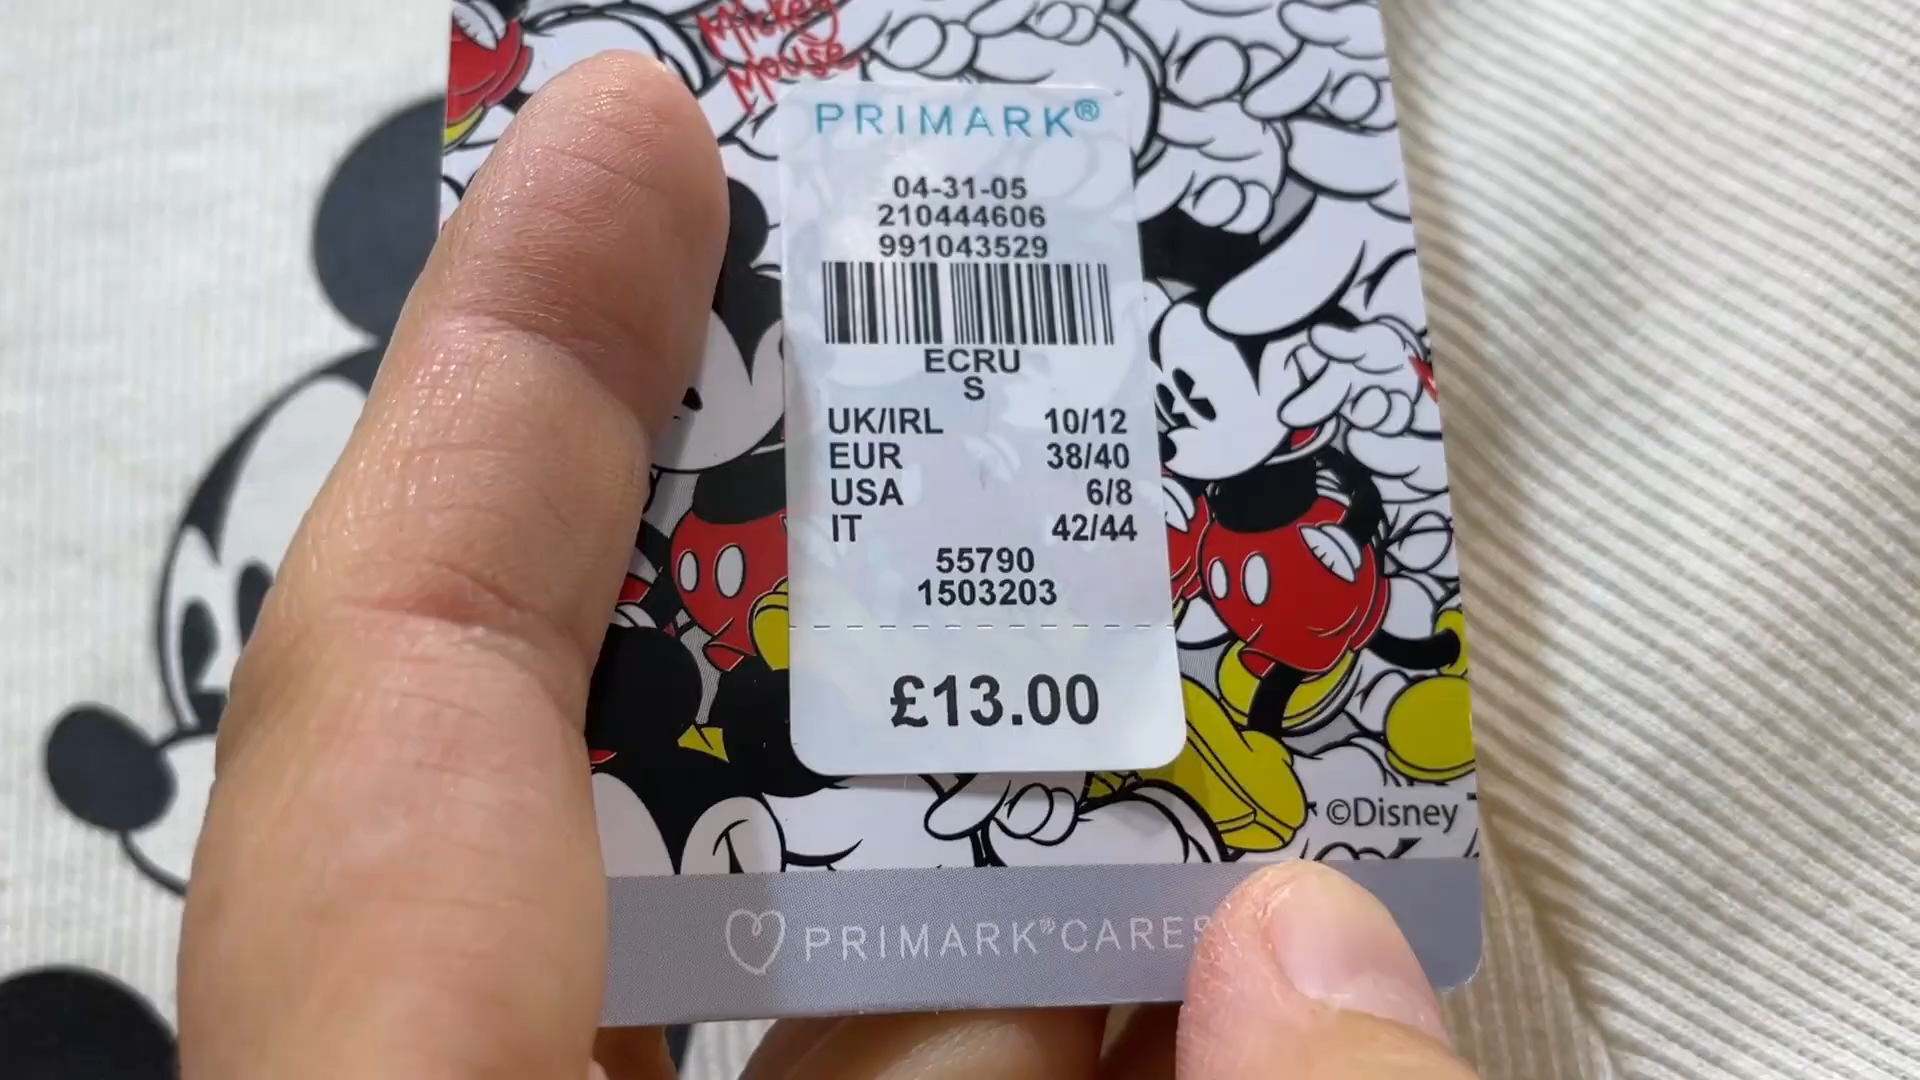 Mickey
Mouse
PRIMARK®
04-31-05
210444606
991043529
ECRU
S
UK/IRL 10/12
EUR 38/40
USA 6/8
IT 42/44
55790
1503203
£13.00
©Disney
PRIMARK®CARES